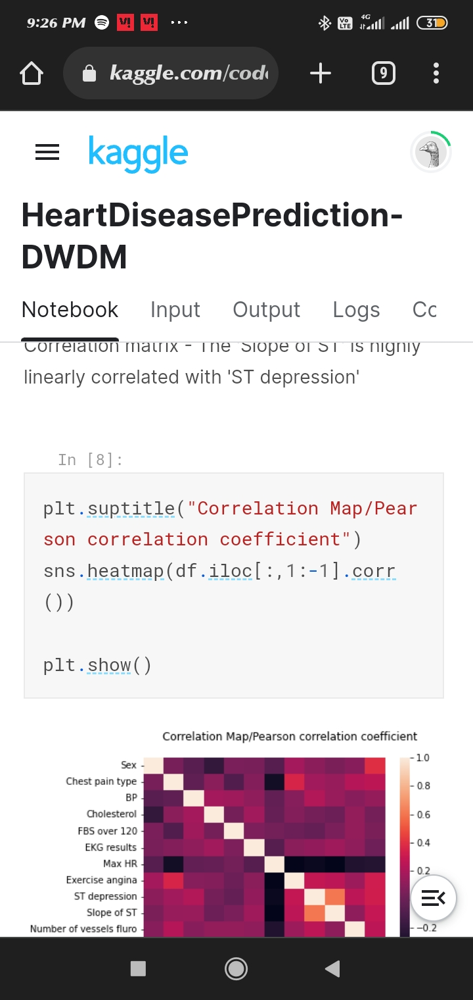 9:26 PM V! V! ... Vo LTE 4G 31
kaggle.com/cod 9
kaggle
HeartDiseasePrediction-
DWDM
Notebook Input Output Logs Cc
Correlation matrix - The 'Slope of ST' is highly
linearly correlated with 'ST depression'
In [8]:
plt.suptitle("Correlation Map/Pear
son correlation coefficient")
sns.heatmap(df.iloc[:,1:-1].corr
())
plt.show()
Correlation Map/Pearson correlation coefficient
Sex
Chest pain type
BP
Cholesterol
FBS over 120
EKG results
Max HR
Exercise angina
ST depression
Slope of ST
Number of vessels fluro
1.0
0.8
0.6
0.4
0.2
−0.2